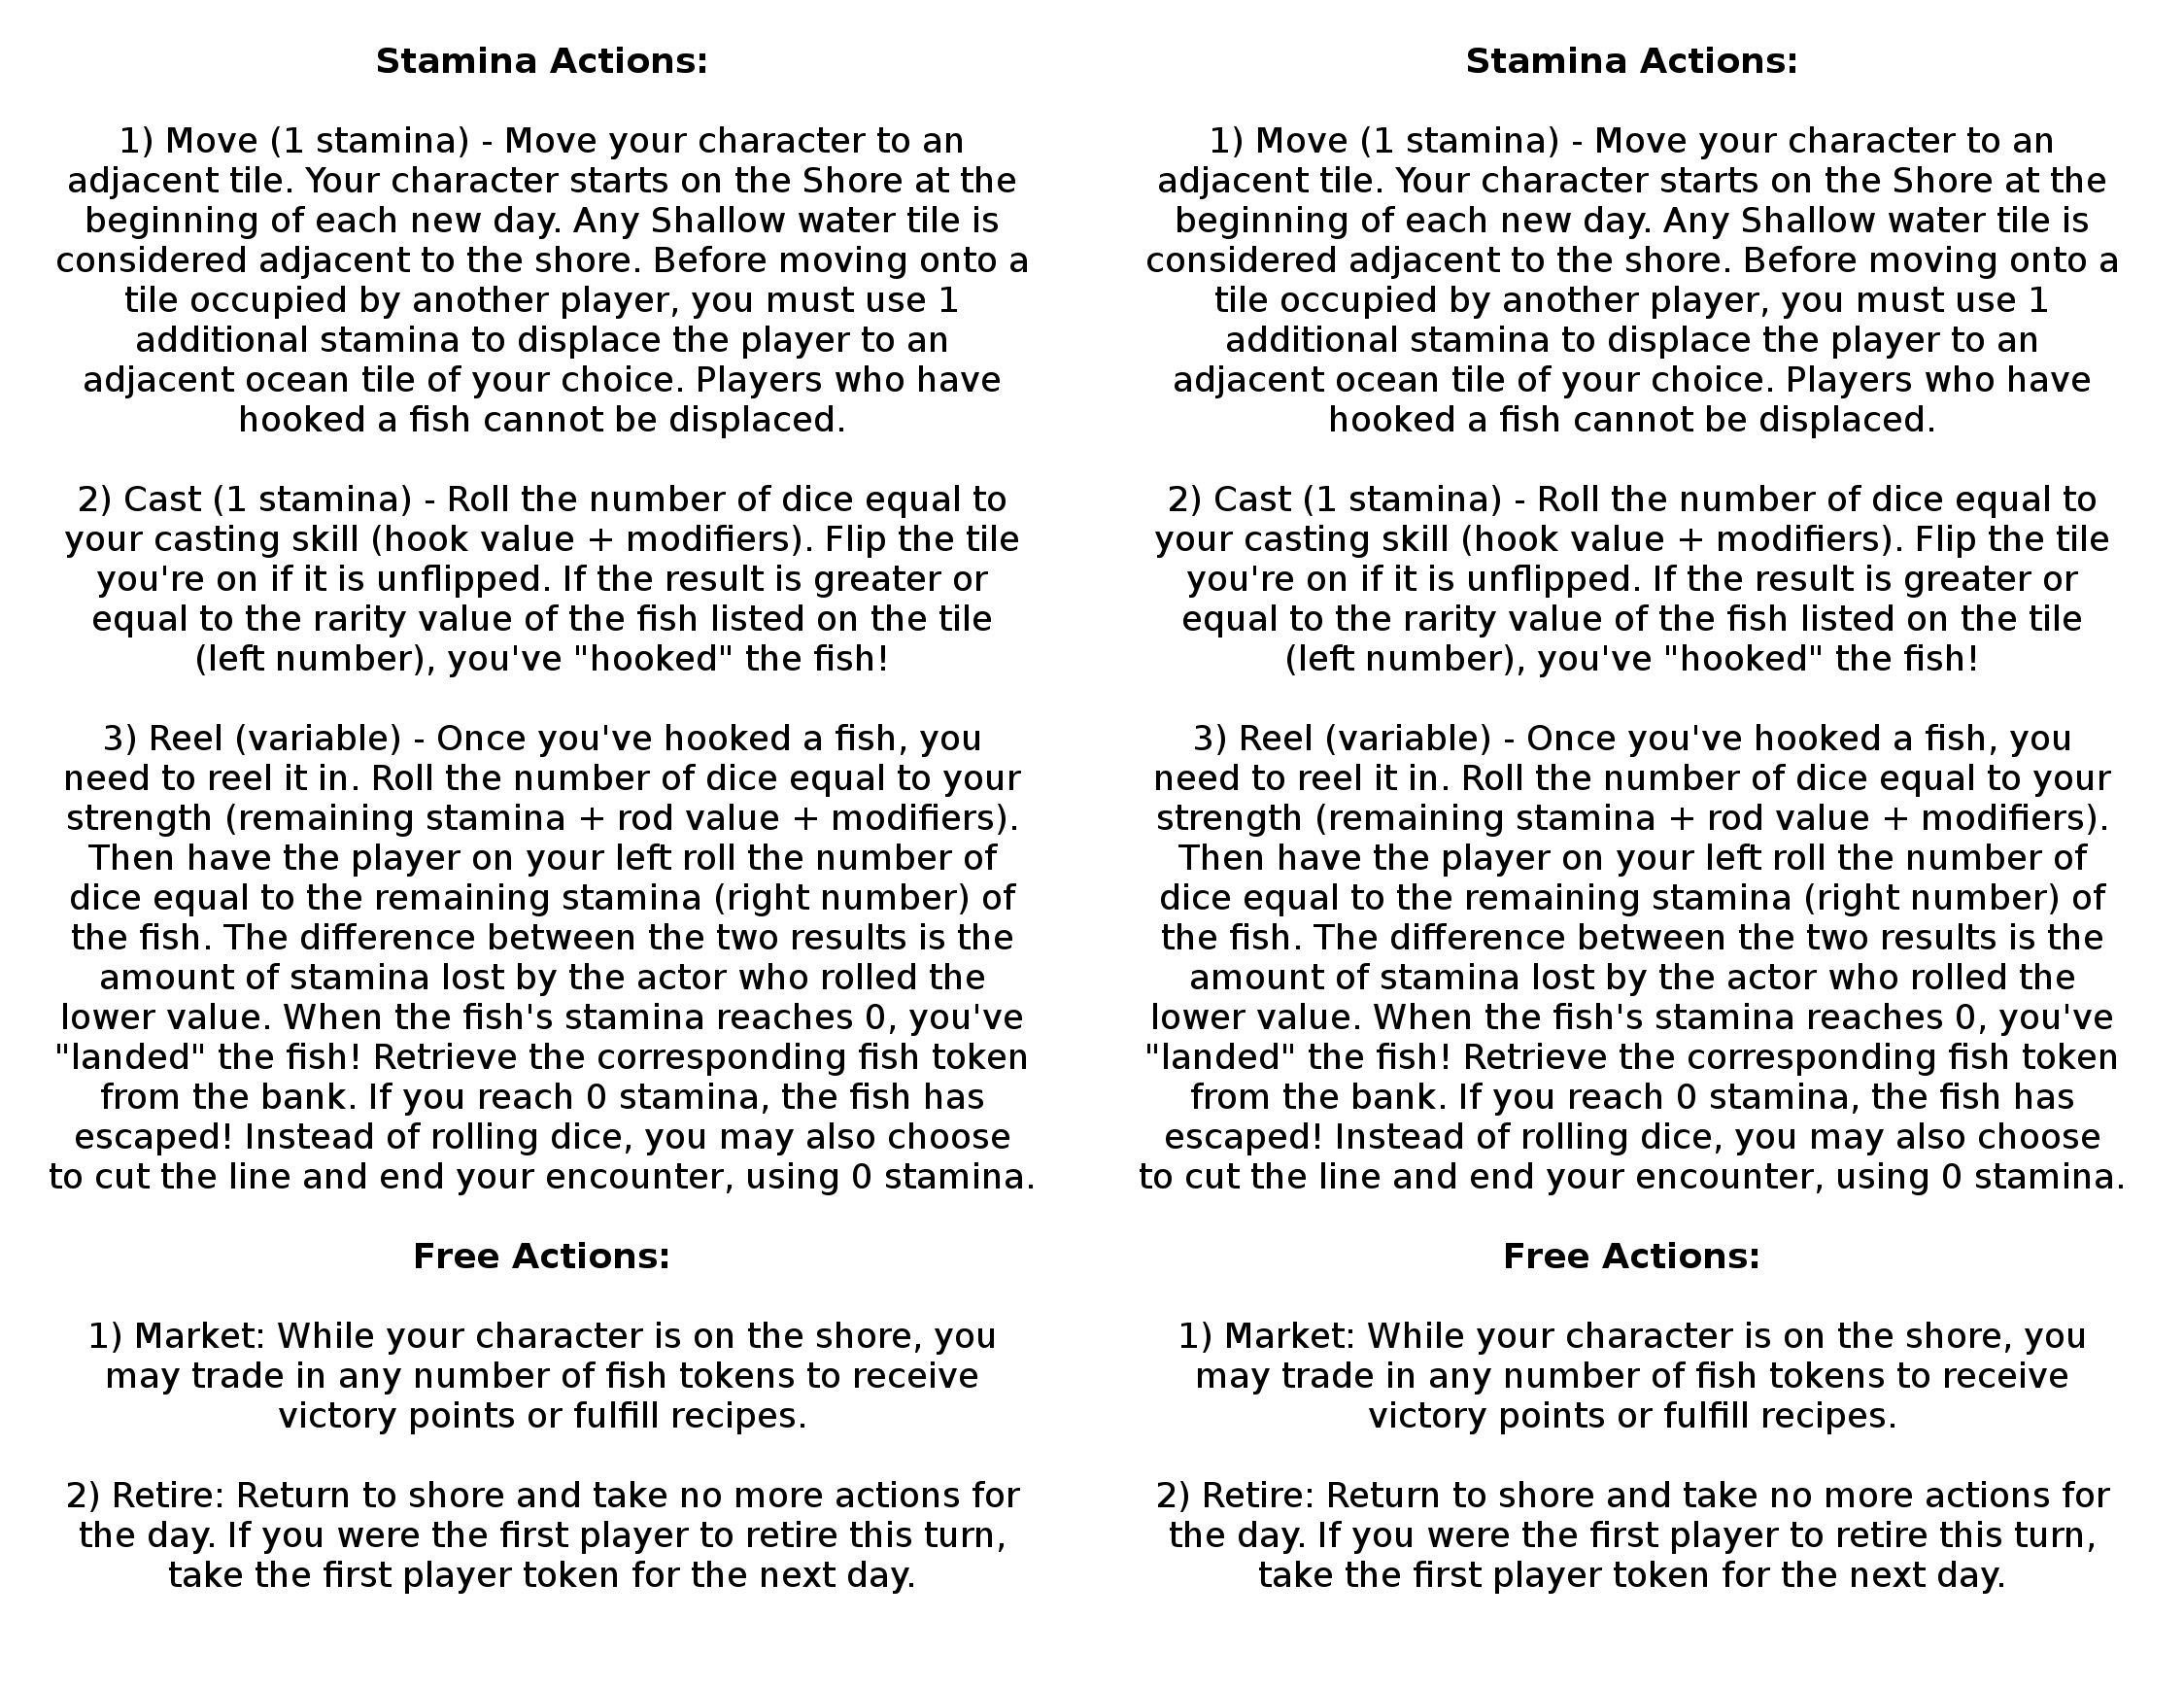 Stamina Actions:
1) Move (1 stamina) - Move your character to an
adjacent tile. Your character starts on the Shore at the
beginning of each new day. Any Shallow water tile is
considered adjacent to the shore. Before moving onto a
tile occupied by another player, you must use 1
additional stamina to displace the player to an
adjacent ocean tile of your choice. Players who have
hooked a fish cannot be displaced.
2) Cast (1 stamina) - Roll the number of dice equal to
your casting skill (hook value + modifiers). Flip the tile
you're on if it is unflipped. If the result is greater or
equal to the rarity value of the fish listed on the tile
(left number), you've "hooked" the fish!
3) Reel (variable) - Once you've hooked a fish, you
need to reel it in. Roll the number of dice equal to your
strength (remaining stamina + rod value + modifiers).
Then have the player on your left roll the number of
dice equal to the remaining stamina (right number) of
the fish. The difference between the two results is the
amount of stamina lost by the actor who rolled the
lower value. When the fish's stamina reaches 0, you've
"landed" the fish! Retrieve the corresponding fish token
from the bank. If you reach 0 stamina, the fish has
escaped! Instead of rolling dice, you may also choose
to cut the line and end your encounter, using 0 stamina.
Free Actions:
1) Market: While your character is on the shore, you
may trade in any number of fish tokens to receive
victory points or fulfill recipes.
2) Retire: Return to shore and take no more actions for
the day. If you were the first player to retire this turn,
take the first player token for the next day.
Stamina Actions:
1) Move (1 stamina) - Move your character to an
adjacent tile. Your character starts on the Shore at the
beginning of each new day. Any Shallow water tile is
considered adjacent to the shore. Before moving onto a
tile occupied by another player, you must use 1
additional stamina to displace the player to an
adjacent ocean tile of your choice. Players who have
hooked a fish cannot be displaced.
2) Cast (1 stamina) - Roll the number of dice equal to
your casting skill (hook value + modifiers). Flip the tile
you're on if it is unflipped. If the result is greater or
equal to the rarity value of the fish listed on the tile
(left number), you've "hooked" the fish!
3) Reel (variable) - Once you've hooked a fish, you
need to reel it in. Roll the number of dice equal to your
strength (remaining stamina + rod value + modifiers).
Then have the player on your left roll the number of
dice equal to the remaining stamina (right number) of
the fish. The difference between the two results is the
amount of stamina lost by the actor who rolled the
lower value. When the fish's stamina reaches 0, you've
"landed" the fish! Retrieve the corresponding fish token
from the bank. If you reach 0 stamina, the fish has
escaped! Instead of rolling dice, you may also choose
to cut the line and end your encounter, using 0 stamina.
Free Actions:
1) Market: While your character is on the shore, you
may trade in any number of fish tokens to receive
victory points or fulfill recipes.
2) Retire: Return to shore and take no more actions for
the day. If you were the first player to retire this turn,
take the first player token for the next day.